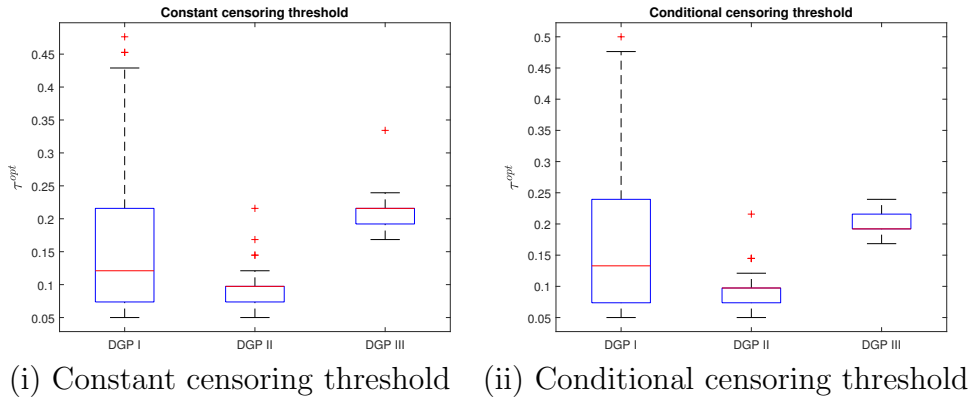 Constant censoring threshold
0.45
0.4
0.35
0.3
0.25
0.2
0.15
0.1
0.05
τ^opt
DGP I DGP II DGP III
(i) Constant censoring threshold
Conditional censoring threshold
0.5
0.45
0.4
0.35
0.3
0.25
0.2
0.15
0.1
0.05
τ^opt
DGP I DGP II DGP III
(ii) Conditional censoring threshold